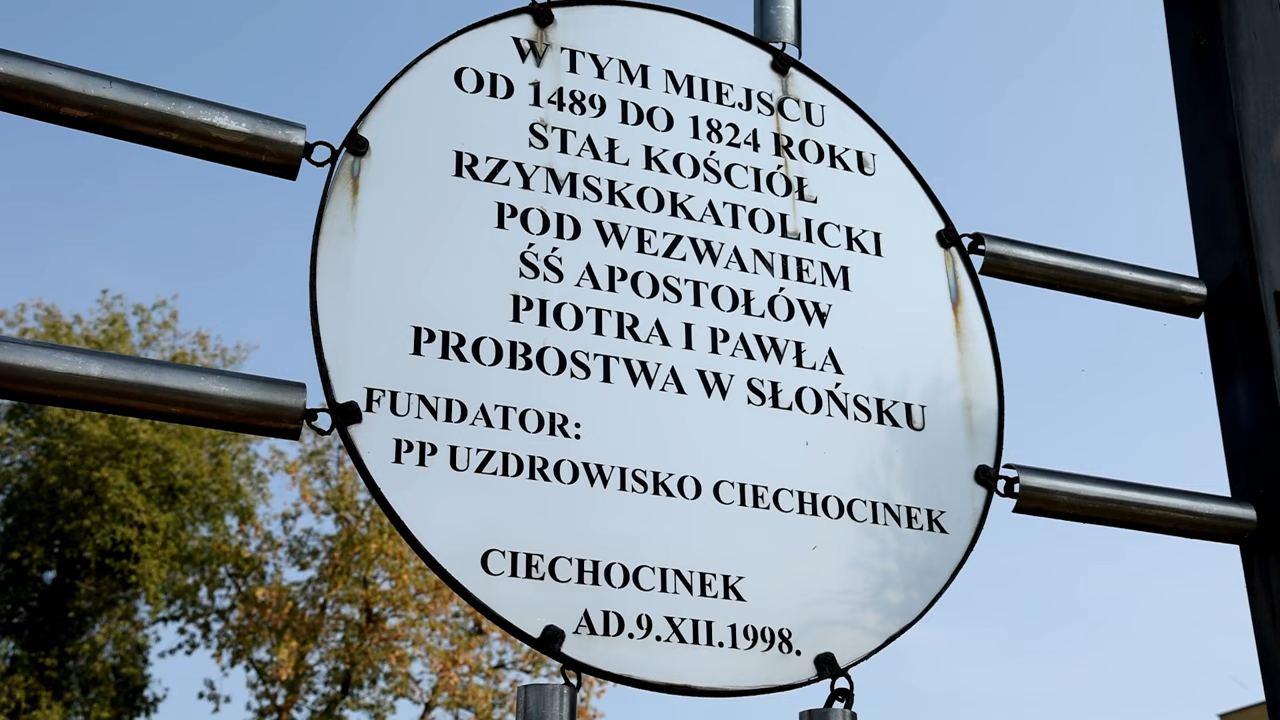 W TYM MIEJSCU
OD 1489 DO 1824 ROKU
STAŁ KOŚCIÓŁ
RZYMSKOKATOLICKI
POD WEZWANIEM
ŚŚ APOSTOŁÓW
PIOTRA I PAWŁA
PROBOSTWA W SŁOŃSKU
FUNDATOR:
PP UZDROWISKO CIECHOCINEK
CIECHOCINEK
AD.9.XII.1998.